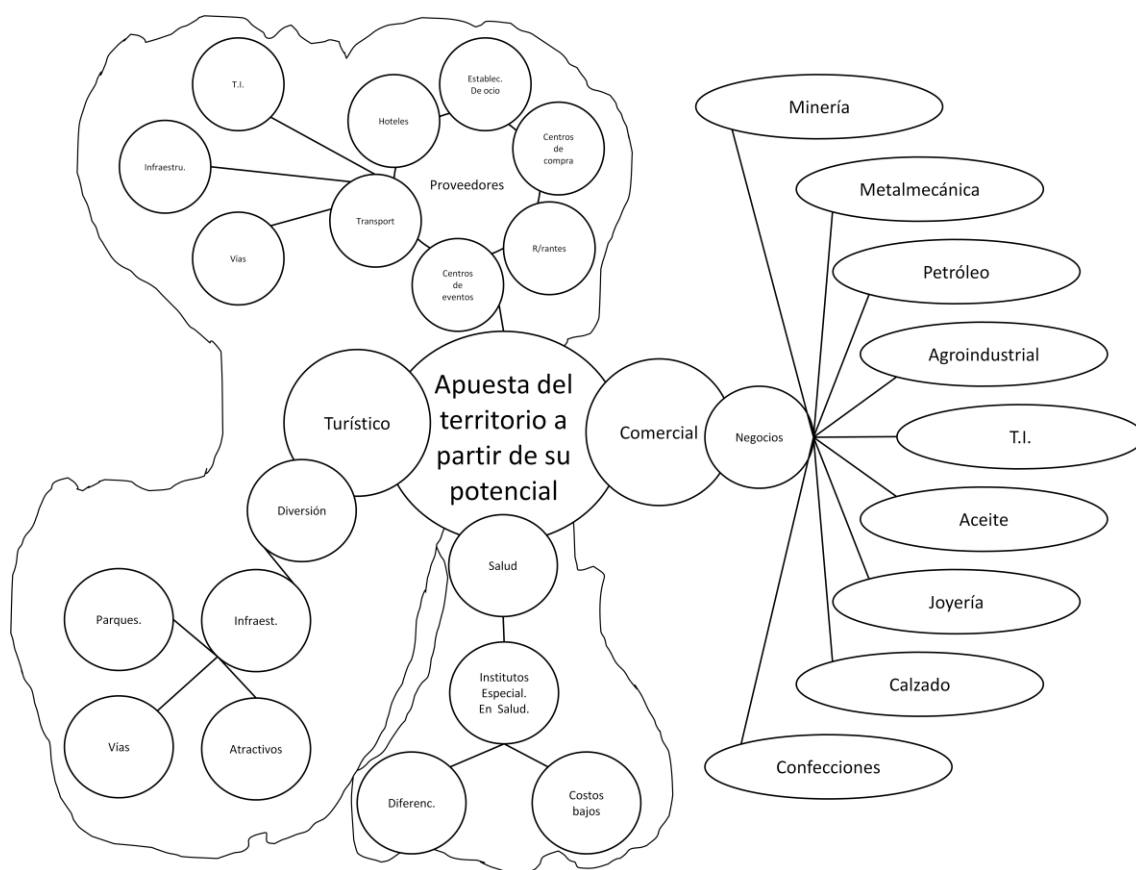 T.I.
Establec.
De ocio
Minería
Hoteles
Centros
de
compra
Infraestru.
Proveedores
Metalmecánica
Transport
R/rantes
Vías
Centros
de
eventos
Petróleo
Agroindustrial
Apuesta del
territorio a
partir de su
potencial
Turístico
Comercial
Negocios
T.I.
Diversión
Aceite
Salud
Parques.
Infraest.
Joyería
Institutos
Especial.
En Salud.
Calzado
Vías
Atractivos
Confecciones
Diferenc.
Costos
bajos